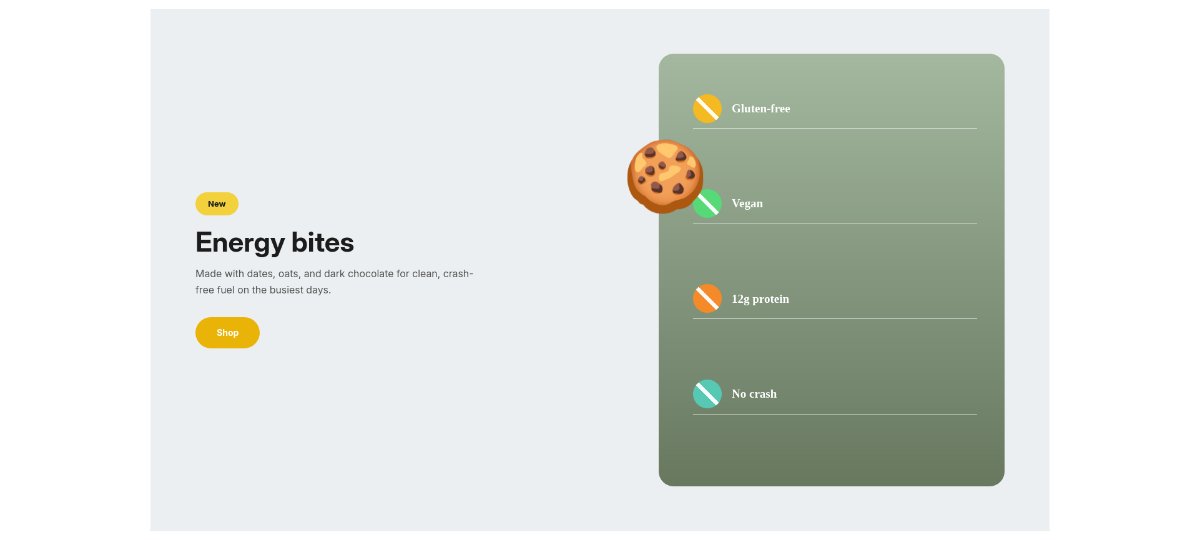 New
Energy bites
Made with dates, oats, and dark chocolate for clean, crash-
free fuel on the busiest days.
Shop
Gluten-free
Vegan
12g protein
No crash